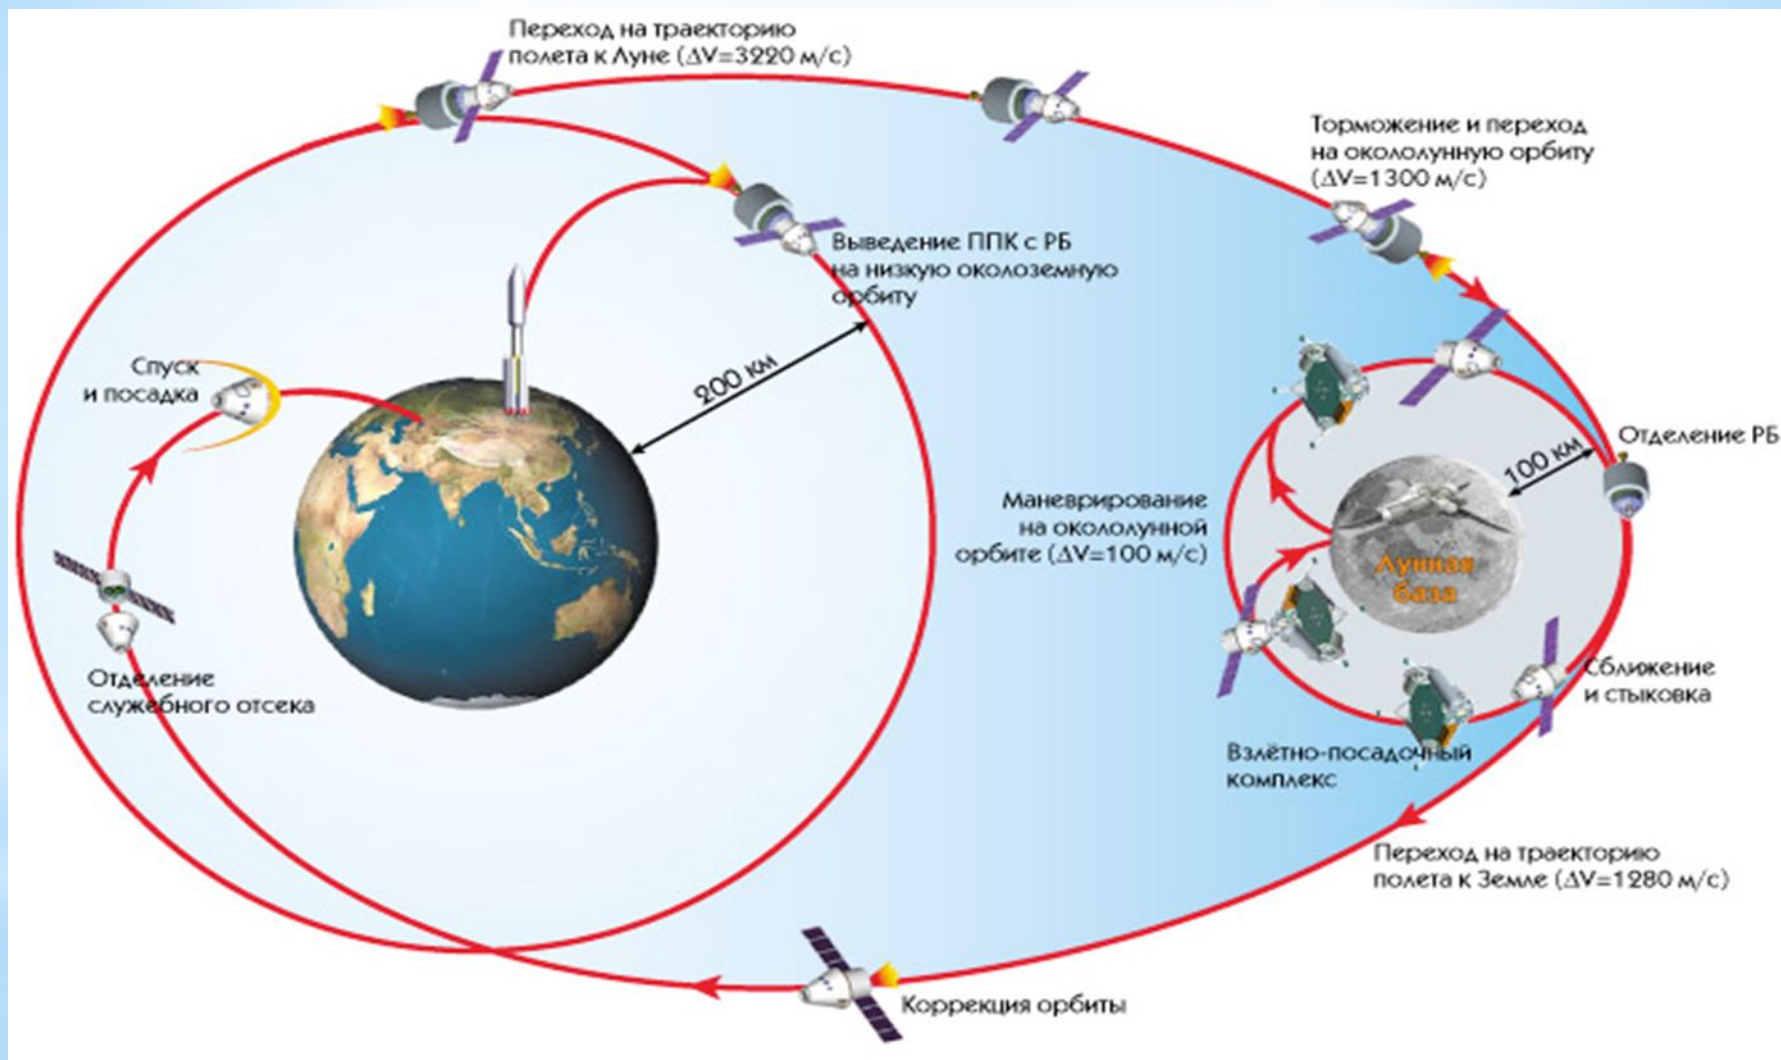 Переход на траекторию
полета к Луне (ΔV=3220 м/с)
Торможение и переход
на окололунную орбиту
(ΔV=1300 м/с)
Выведение ППК с РБ
на низкую околоземную
орбиту
200 км
Спуск
и посадка
Отделение РБ
100 км
Маневрирование
на окололунной
орбите (ΔV=100 м/с)
Лунная
база
Отделение
служебного отсека
Сближение
и стыковка
Взлётно-посадочный
комплекс
Переход на траекторию
полета к Земле (ΔV=1280 м/с)
Коррекция орбиты